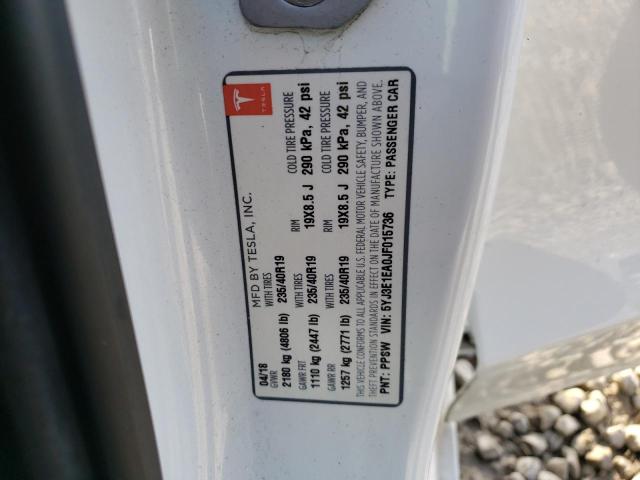 TESLA
MFD BY TESLA, INC.
04/18
GVWR WITH TIRES RIM COLD TIRE PRESSURE
2180 kg (4806 lb) 235/40R19 19X8.5 J 290 kPa, 42 psi
GAWR FRT WITH TIRES RIM COLD TIRE PRESSURE
1110 kg (2447 lb) 235/40R19 19X8.5 J 290 kPa, 42 psi
GAWR RR
1257 kg (2771 lb) 235/40R19
THIS VEHICLE CONFORMS TO ALL APPLICABLE U.S. FEDERAL MOTOR VEHICLE SAFETY, BUMPER, AND
THEFT PREVENTION STANDARDS IN EFFECT ON THE DATE OF MANUFACTURE SHOWN ABOVE.
PNT: PPSW VIN: 5YJ3E1EA0JF015736 TYPE: PASSENGER CAR